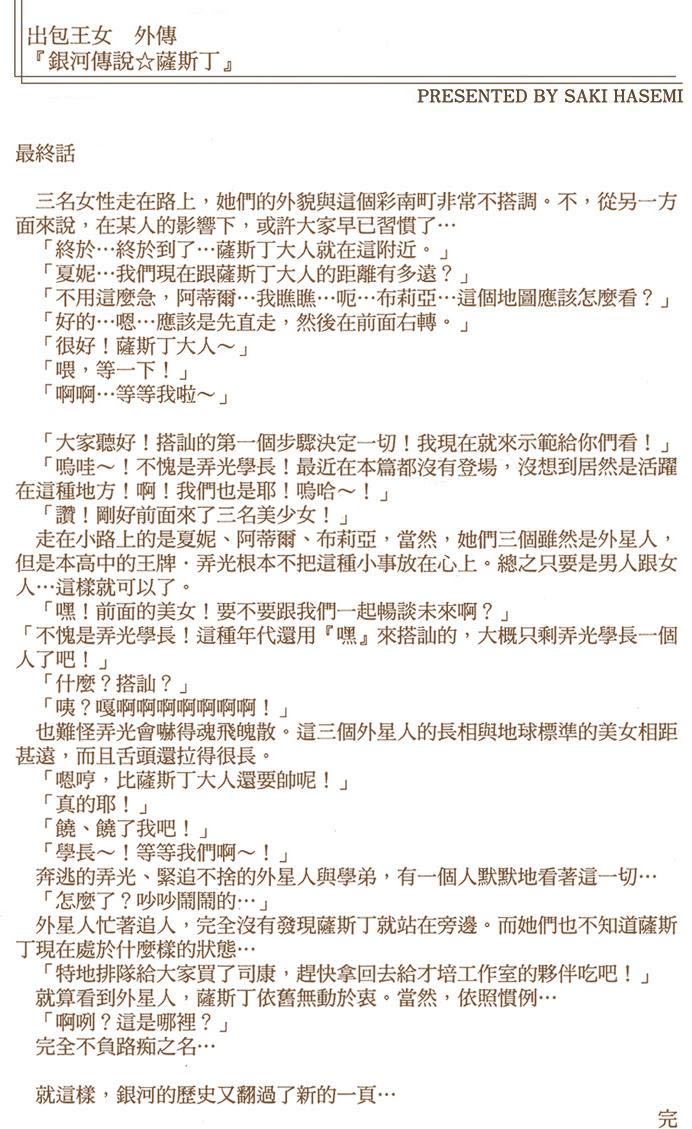 出包王女　外傳
『銀河傳說☆薩斯丁』
PRESENTED BY SAKI HASEMI
最終話
三名女性走在路上，她們的外貌與這個彩南町非常不搭調。不，從另一方
面來說，在某人的影響下，或許大家早已習慣了…
「終於…終於到了…薩斯丁大人就在這附近。」
「夏妮…我們現在跟薩斯丁大人的距離有多遠？」
「不用這麼急，阿蒂爾…我瞧瞧…呃…布莉亞…這個地圖應該怎麼看？」
「好的…嗯…應該是先直走，然後在前面右轉。」
「很好！薩斯丁大人～」
「喂，等一下！」
「啊啊…等等我啦～」
「大家聽好！搭訕的第一個步驟決定一切！我現在就來示範給你們看！」
「嗚哇～！不愧是弄光學長！最近在本篇都沒有登場，沒想到居然是活躍
在這種地方！啊！我們也是耶！嗚哈～！」
「讚！剛好前面來了三名美少女！」
走在小路上的是夏妮、阿蒂爾、布莉亞，當然，她們三個雖然是外星人，
但是本高中的王牌．弄光根本不把這種小事放在心上。總之只要是男人跟女
人…這樣就可以了。
「嘿！前面的美女！要不要跟我們一起暢談未來啊？」
「不愧是弄光學長！這種年代還用『嘿』來搭訕的，大概只剩弄光學長一個
人了吧！」
「什麼？搭訕？」
「咦？嘎啊啊啊啊啊啊啊！」
也難怪弄光會嚇得魂飛魄散。這三個外星人的長相與地球標準的美女相距
甚遠，而且舌頭還拉得很長。
「嗯哼，比薩斯丁大人還要帥呢！」
「真的耶！」
「饒、饒了我吧！」
「學長～！等等我們啊～！」
奔逃的弄光、緊追不捨的外星人與學弟，有一個人默默地看著這一切…
「怎麼了？吵吵鬧鬧的…」
外星人忙著追人，完全沒有發現薩斯丁就站在旁邊。而她們也不知道薩斯
丁現在處於什麼樣的狀態…
「特地排隊給大家買了司康，趕快拿回去給才培工作室的夥伴吃吧！」
就算看到外星人，薩斯丁依舊無動於衷。當然，依照慣例…
「啊咧？這是哪裡？」
完全不負路痴之名…
就這樣，銀河的歷史又翻過了新的一頁…
完